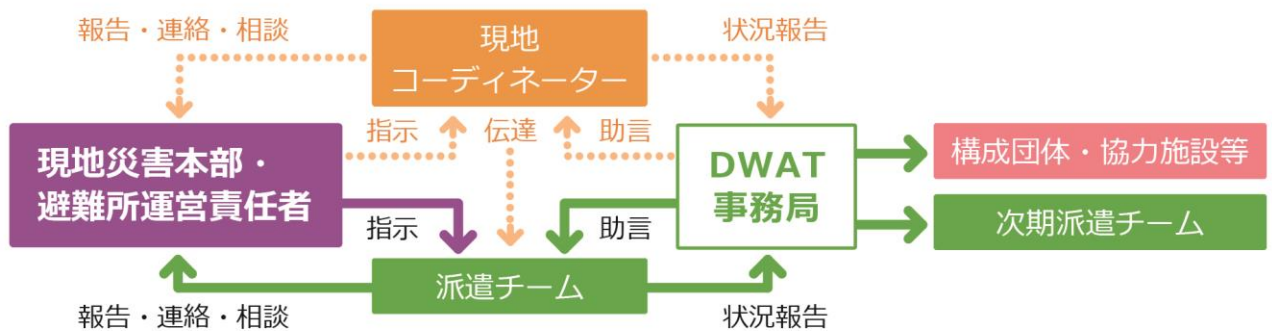 報告・連絡・相談
現地
コーディネーター
状況報告
指示
伝達
助言
現地災害本部・
避難所運営責任者
DWAT
事務局
構成団体・協力施設等
次期派遣チーム
指示
助言
派遣チーム
報告・連絡・相談
状況報告